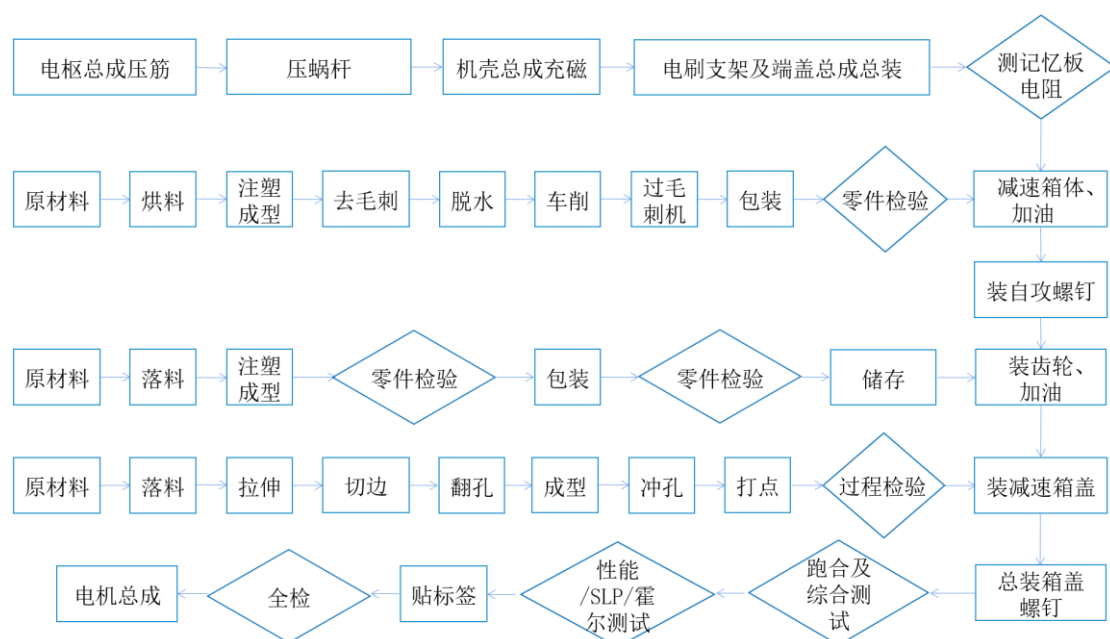 电枢总成压筋
压蜗杆
机壳总成充磁
电刷支架及端盖总成总装
测记忆板
电阻
原材料
烘料
注塑
成型
去毛刺
脱水
车削
过毛
刺机
包装
零件检验
减速箱体、
加油
装自攻螺钉
原材料
落料
注塑
成型
零件检验
包装
零件检验
储存
装齿轮、
加油
原材料
落料
拉伸
切边
翻孔
成型
冲孔
打点
过程检验
装减速箱盖
电机总成
全检
贴标签
性能
/SLP/霍
尔测试
跑合及
综合测
试
总装箱盖
螺钉